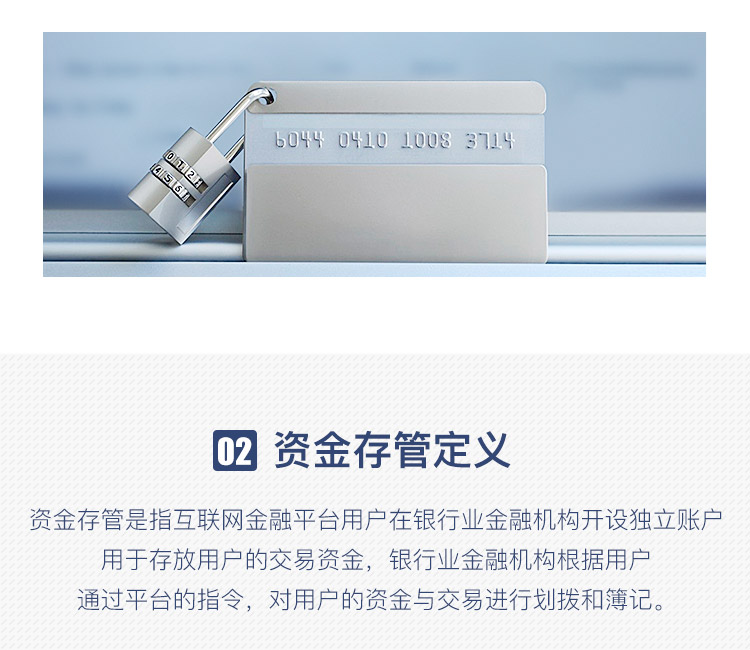 6044 0410 1008 3714
0 1 2
4 5 6
02 资金存管定义
资金存管是指互联网金融平台用户在银行业金融机构开设独立账户
用于存放用户的交易资金，银行业金融机构根据用户
通过平台的指令，对用户的资金与交易进行划拨和簿记。